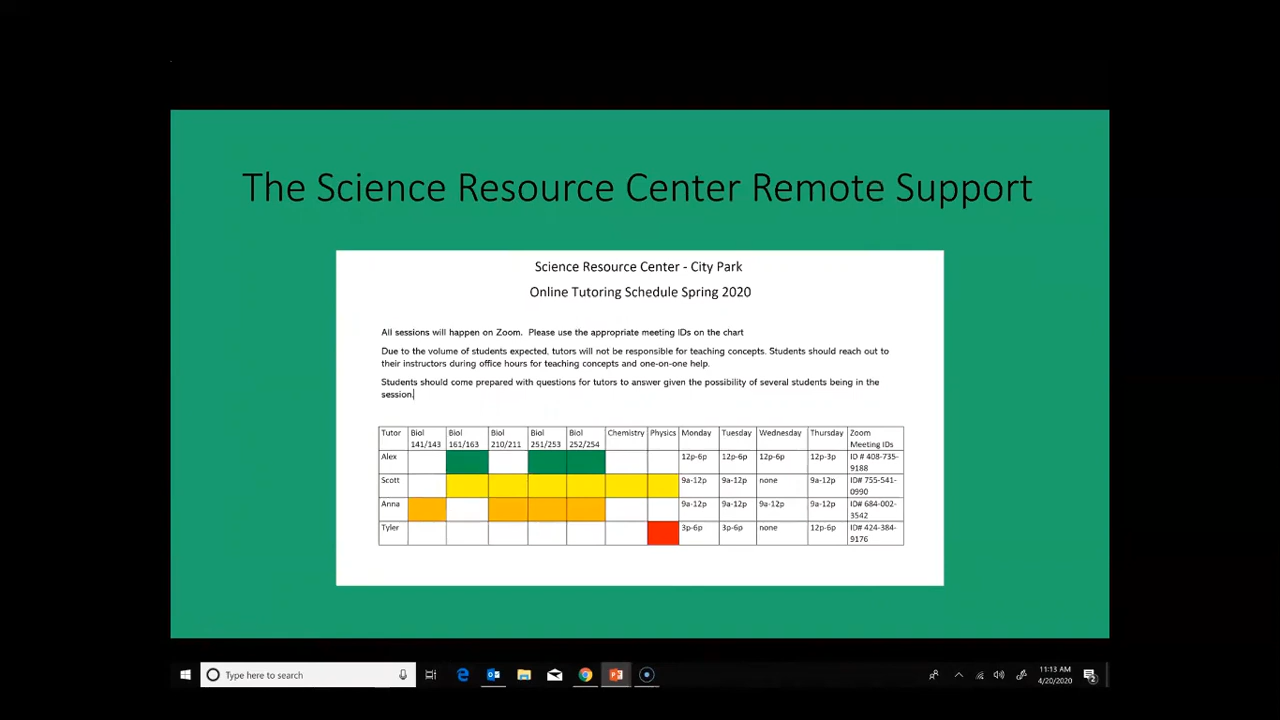 The Science Resource Center Remote Support
Science Resource Center - City Park
Online Tutoring Schedule Spring 2020
All sessions will happen on Zoom.  Please use the appropriate meeting IDs on the chart
Due to the volume of students expected, tutors will not be responsible for teaching concepts. Students should reach out to
their instructors during office hours for teaching concepts and one-on-one help.
Students should come prepared with questions for tutors to answer given the possibility of several students being in the
session.
Tutor Biol 141/143 Biol 161/163 Biol 210/211 Biol 251/253 Biol 252/254 Chemistry Physics Monday Tuesday Wednesday Thursday Zoom Meeting IDs
Alex 12p-6p 12p-6p 12p-6p 12p-3p ID # 408-735-9188
Scott 9a-12p 9a-12p none 9a-12p ID# 755-541-0990
Anna 9a-12p 9a-12p 9a-12p 9a-12p ID# 684-002-3542
Tyler 3p-6p 3p-6p none 12p-6p ID# 424-384-9176
Type here to search
11:13 AM
4/20/2020
2